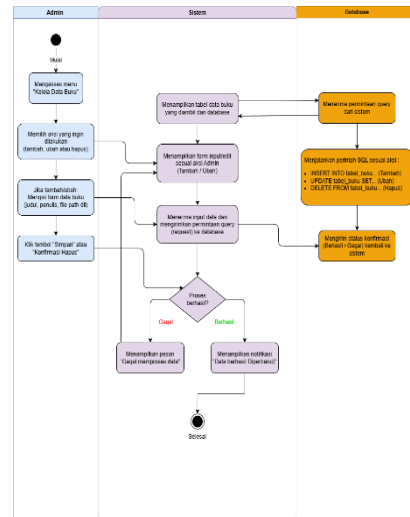 Admin
Sistem
Database
Mulai
Mengakses menu
"Kelola Data Buku"
Menampilkan tabel data buku
yang diambil dari database
Menerima permintaan query
dari sistem
Memilih aksi yang ingin
dilakukan
(tambah, ubah atau hapus)
Menampilkan form input/edit
sesuai aksi Admin
(Tambah / Ubah)
Menjalankan perintah SQL sesuai aksi :
INSERT INTO tabel_buku... (Tambah)
UPDATE tabel_buku SET... (Ubah)
DELETE FROM tabel_buku... (Hapus)
Jika tambah/ubah:
Mengisi form data buku
(judul, penulis, file path dll)
Menerima input data dan
mengirimkan permintaan query
(request) ke database
Klik tombol "Simpan" atau
"Konfirmasi Hapus"
Mengirim status konfirmasi
(Berhasil / Gagal) kembali ke
sistem
Proses
berhasil?
Gagal
Berhasil
Menampilkan pesan
"Gagal memproses data"
Menampilkan notifikasi
"Data berhasil Diperbarui"
Selesai